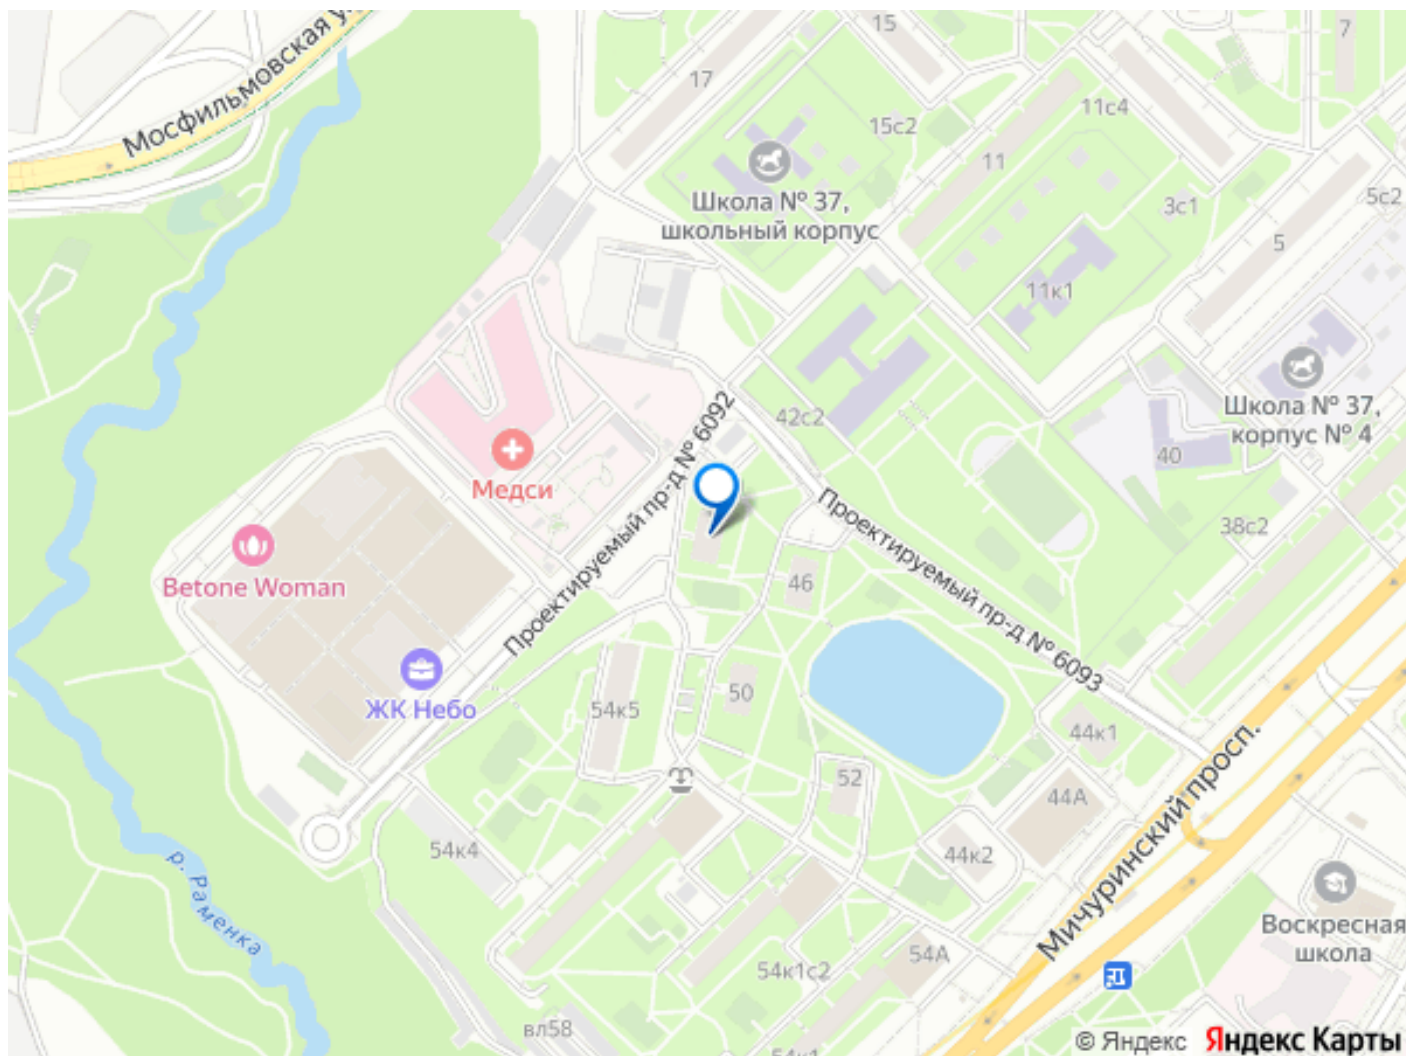 15
7
17
Мосфильмовская ул.
11с4
15с2
11
Школа № 37,
школьный корпус
5с2
3с1
5
11к1
Проектируемый пр-д № 6092
42с2
Школа № 37,
корпус № 4
40
Медси
Проектируемый пр-д № 6093
38с2
Betone Woman
46
ЖК Небо
54к5
50
44к1
Мичуринский просп.
52
44А
54к4
44к2
р. Раменка
Воскресная
школа
54А
54к1с2
вл58
54к1
© Яндекс Яндекс Карты